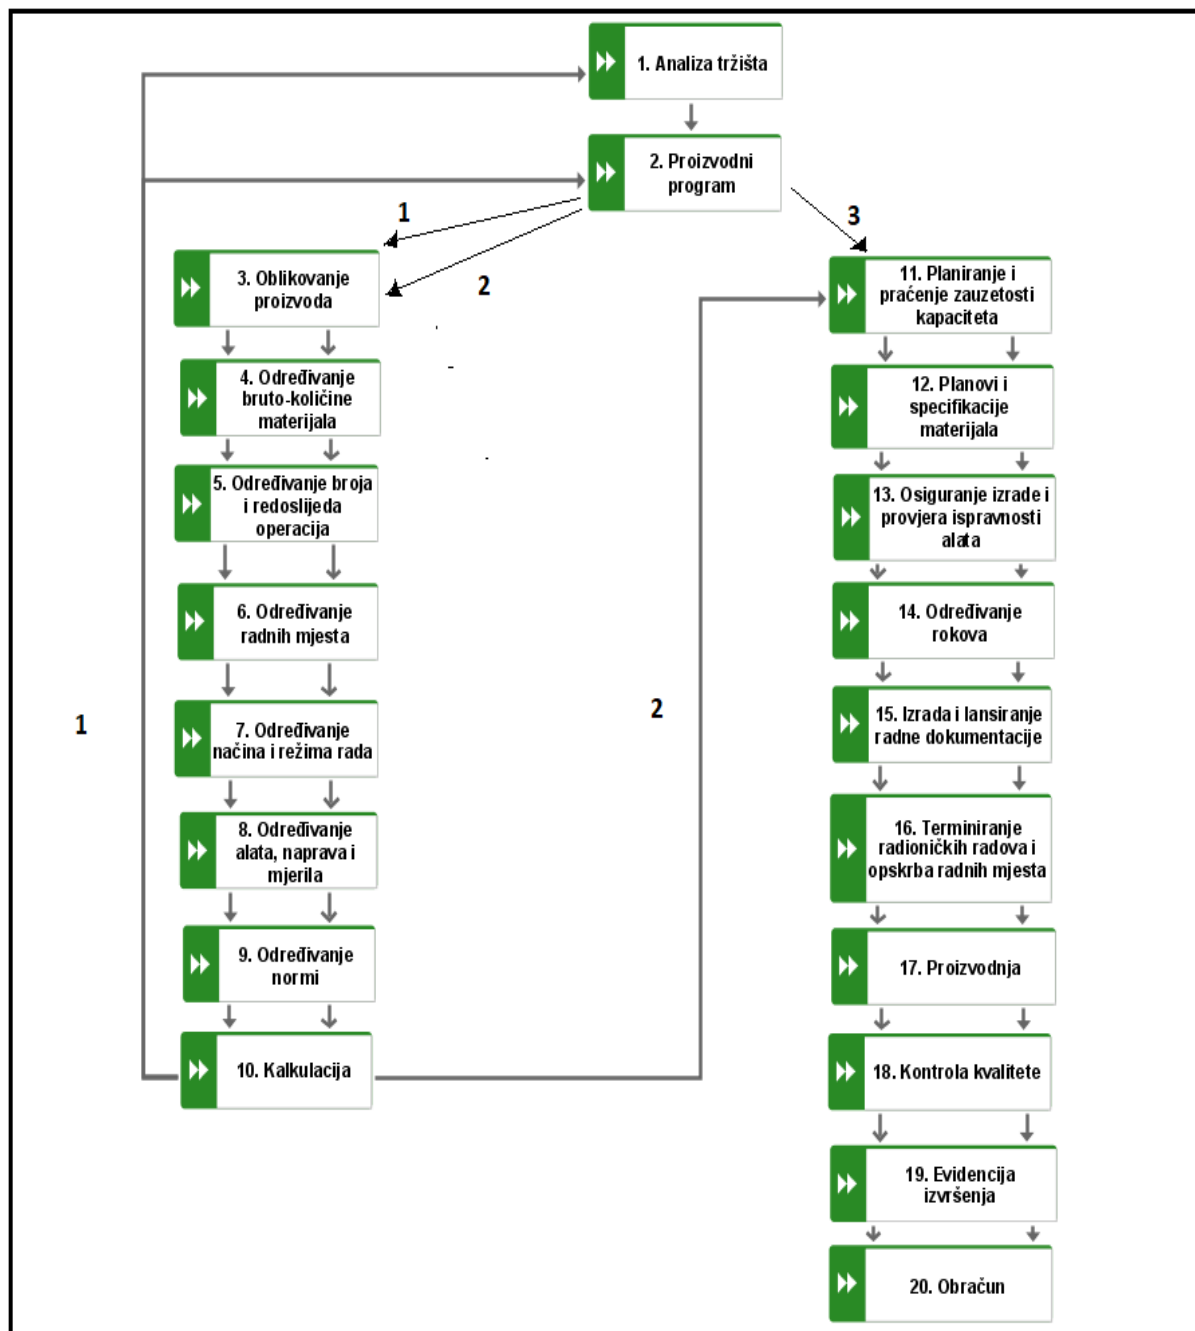 1. Analiza tržišta
2. Proizvodni
program
1
2
3
3. Oblikovanje
proizvoda
4. Određivanje
bruto-količine
materijala
5. Određivanje broja
i redoslijeda
operacija
6. Određivanje
radnih mjesta
1
7. Određivanje
načina i režima rada
8. Određivanje
alata, naprava i
mjerila
9. Određivanje
normi
10. Kalkulacija
2
11. Planiranje i
praćenje zauzetosti
kapaciteta
12. Planovi i
specifikacije
materijala
13. Osiguranje izrade i
provjera ispravnosti
alata
14. Određivanje
rokova
15. Izrada i lansiranje
radne dokumentacije
16. Terminiranje
radioničkih radova i
opskrba radnih mjesta
17. Proizvodnja
18. Kontrola kvalitete
19. Evidencija
izvršenja
20. Obračun